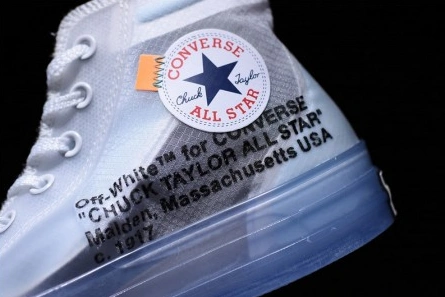 CONVERSE
Chuck Taylor
ALL STAR
Off-White™ for CONVERSE
"CHUCK TAYLOR ALL STAR"
Malden, Massachusetts USA
c. 1917